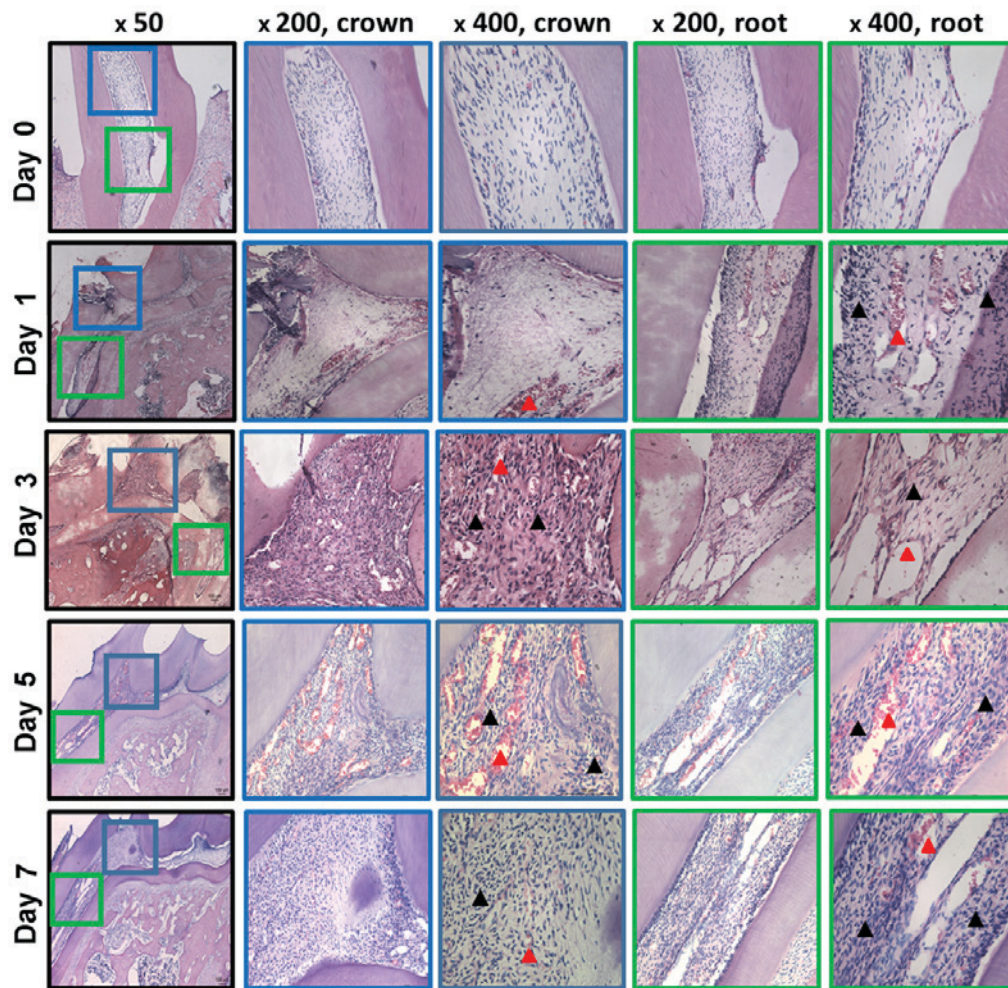 x 50 x 200, crown x 400, crown x 200, root x 400, root
Day 0
Day 1
Day 3
Day 5
Day 7